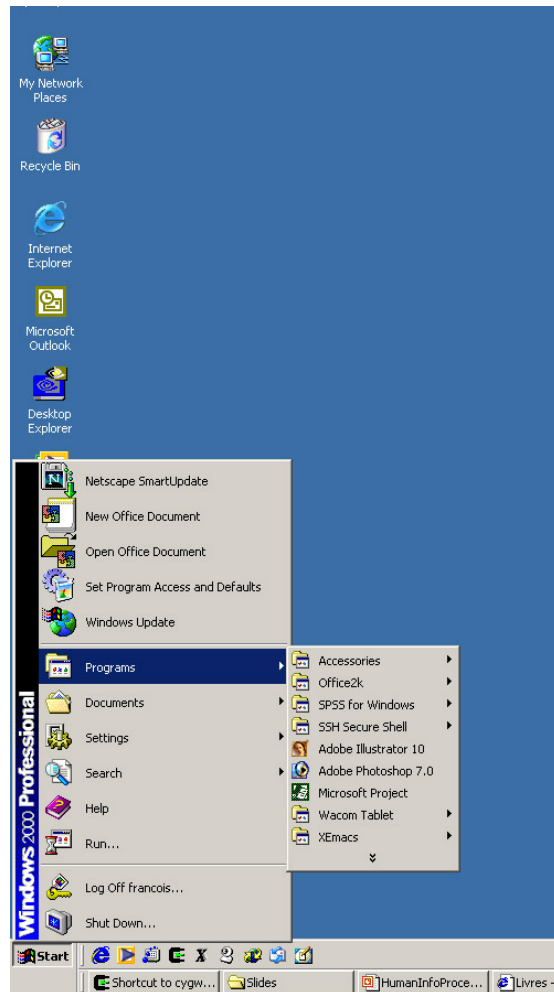 My Network
Places
Recycle Bin
Internet
Explorer
Microsoft
Outlook
Desktop
Explorer
Netscape SmartUpdate
New Office Document
Open Office Document
Set Program Access and Defaults
Windows Update
Programs
Documents
Settings
Search
Help
Run...
Log Off francois...
Shut Down...
Windows 2000 Professional
Accessories
Office2k
SPSS for Windows
SSH Secure Shell
Adobe Illustrator 10
Adobe Photoshop 7.0
Microsoft Project
Wacom Tablet
XEmacs
Start
Shortcut to cygw...
Slides
HumanInfoProce...
Livres -